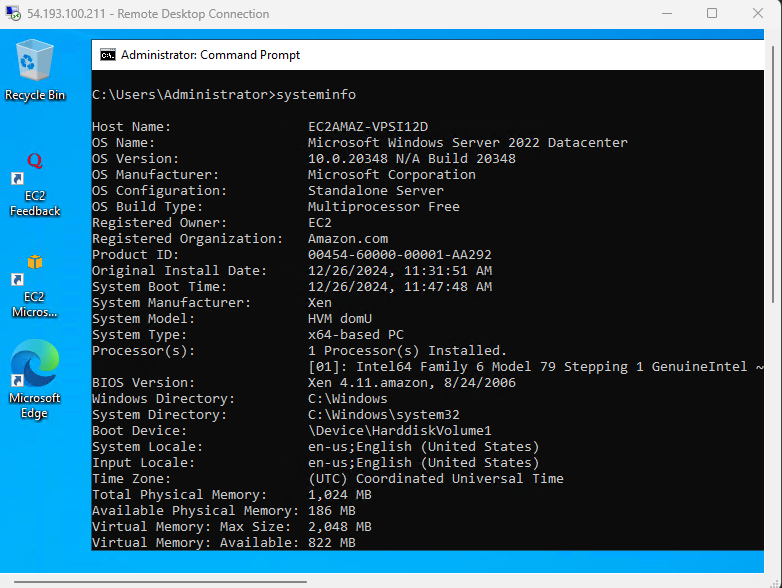 54.193.100.211 - Remote Desktop Connection
Recycle Bin
EC2
Feedback
EC2
Micros...
Microsoft
Edge
Administrator: Command Prompt
C:\Users\Administrator>systeminfo
Host Name: EC2AMAZ-VPSI12D
OS Name: Microsoft Windows Server 2022 Datacenter
OS Version: 10.0.20348 N/A Build 20348
OS Manufacturer: Microsoft Corporation
OS Configuration: Standalone Server
OS Build Type: Multiprocessor Free
Registered Owner: EC2
Registered Organization: Amazon.com
Product ID: 00454-60000-00001-AA292
Original Install Date: 12/26/2024, 11:31:51 AM
System Boot Time: 12/26/2024, 11:47:48 AM
System Manufacturer: Xen
System Model: HVM domU
System Type: x64-based PC
Processor(s): 1 Processor(s) Installed.
[01]: Intel64 Family 6 Model 79 Stepping 1 GenuineIntel ~
BIOS Version: Xen 4.11.amazon, 8/24/2006
Windows Directory: C:\Windows
System Directory: C:\Windows\system32
Boot Device: \Device\HarddiskVolume1
System Locale: en-us;English (United States)
Input Locale: en-us;English (United States)
Time Zone: (UTC) Coordinated Universal Time
Total Physical Memory: 1,024 MB
Available Physical Memory: 186 MB
Virtual Memory: Max Size: 2,048 MB
Virtual Memory: Available: 822 MB